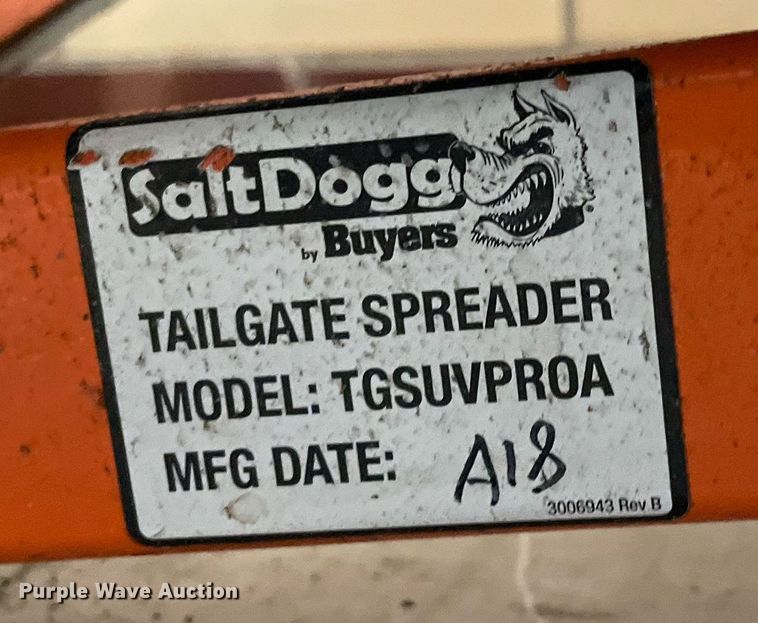 SaltDogg ®
by Buyers
TAILGATE SPREADER
MODEL: TGSUVPROA
MFG DATE: A18
3006943 Rev B
Purple Wave Auction